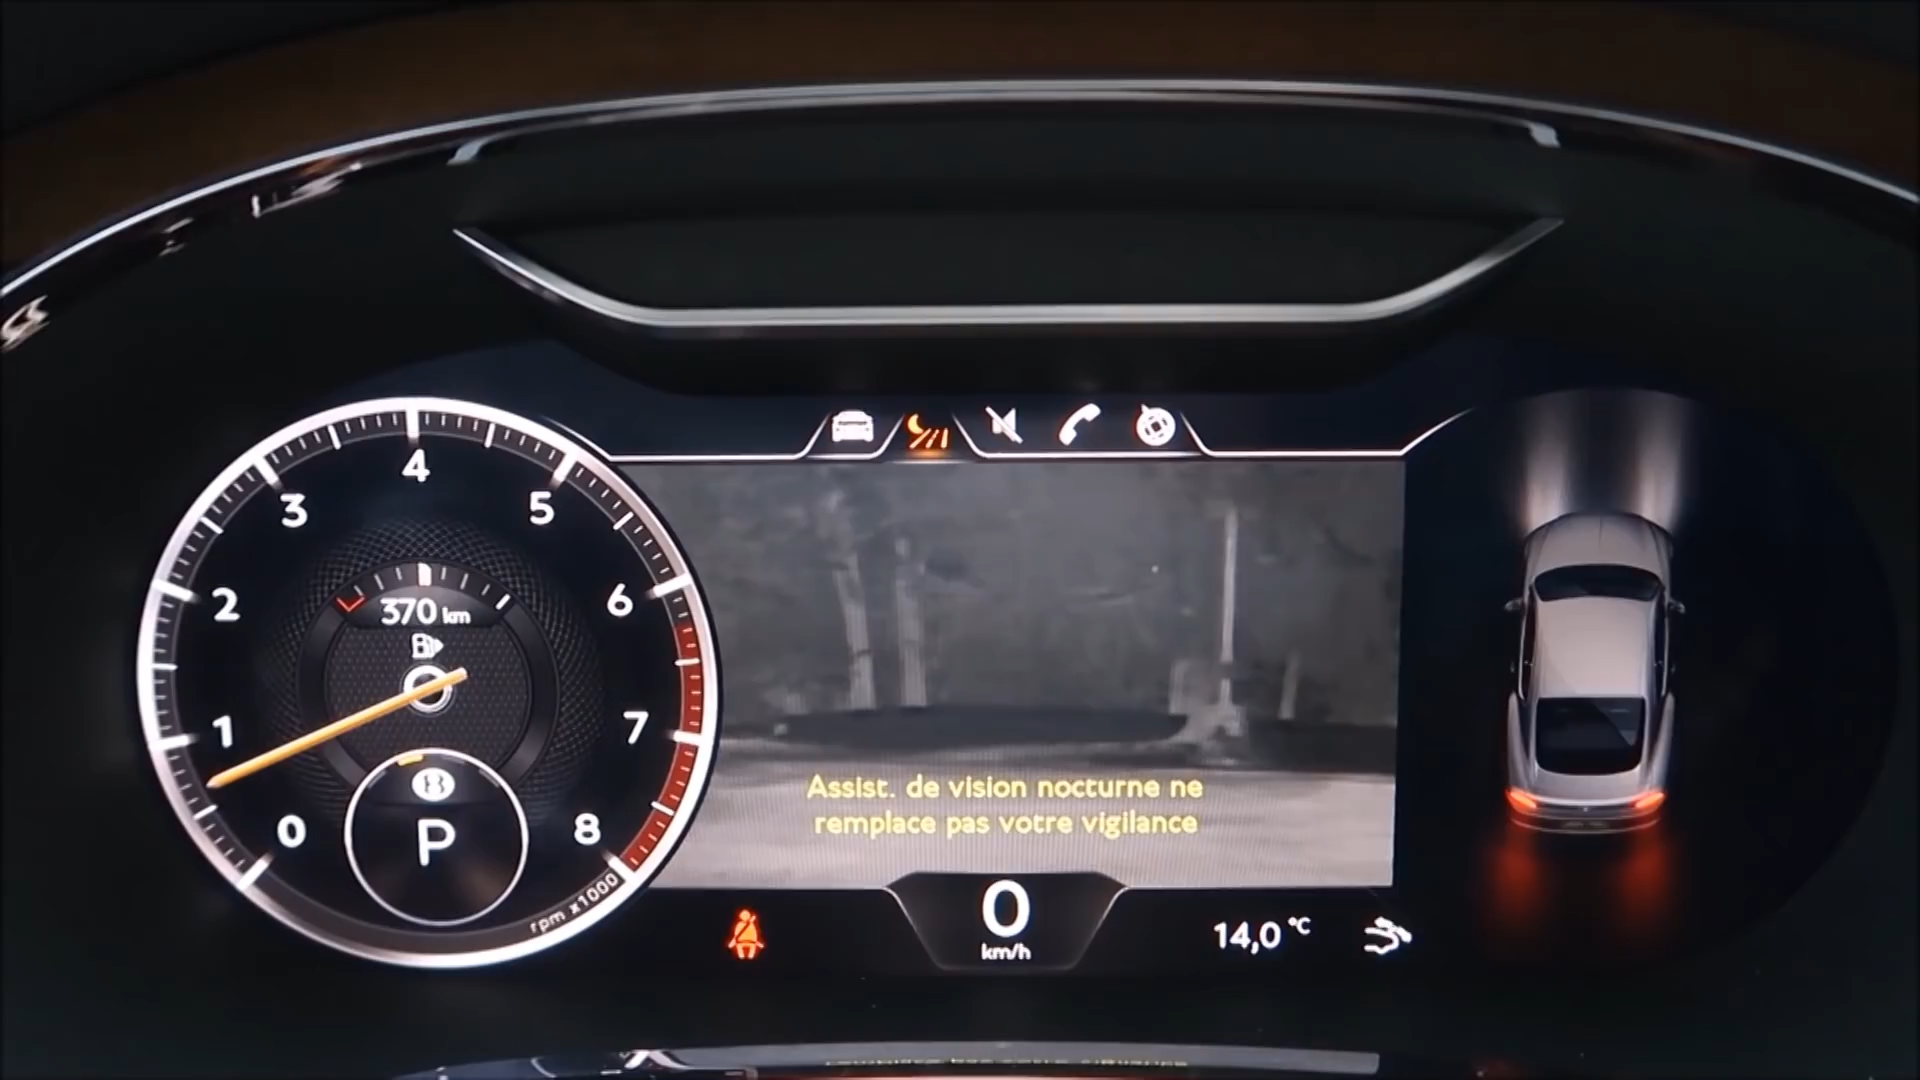 4
3
5
2
6
370 km
1
7
0
8
B
P
rpm x1000
Assist. de vision nocturne ne
remplace pas votre vigilance
0
km/h
14,0 °C